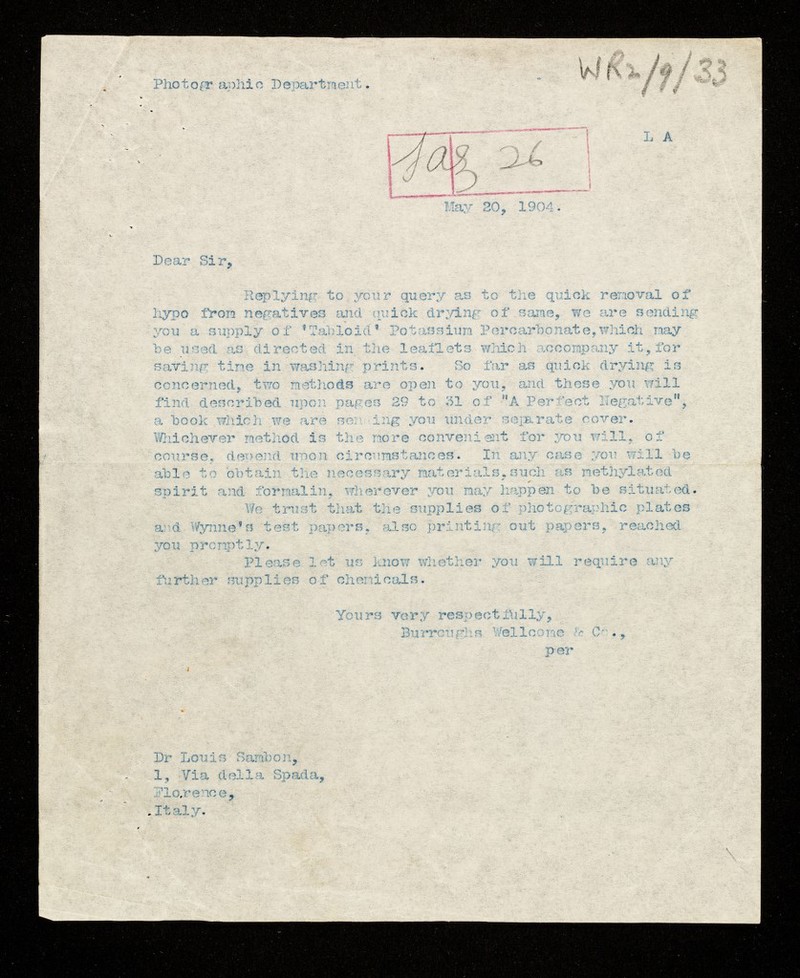 Photogr aphic Department.
WR2/9/33
L A
26
May 20, 1904.
Dear Sir,
Replying to your query as to the quick removal of
hypo from negatives and quick drying of same, we are sending
you a supply of 'Tabloid' Potassium Percarbonate,which may
be used as directed in the leaflets which accompany it,for
saving time in washing prints. So far as quick drying is
concerned, two methods are open to you, and these you will
find described upon pages 29 to 31 of "A Perfect Negative",
a book which we are sending you under separate cover.
Whichever method is the more convenient for you will, of
course, depend upon circumstances. In any case you will be
able to obtain the necessary materials,such as methylated
spirit and formalin, wherever you may happen to be situated.
We trust that the supplies of photographic plates
and Wynne's test papers, also printing out papers, reached
you promptly.
Please let us know whether you will require any
further supplies of chemicals.
Yours very respectfully,
Burroughs Wellcome & Co.,
per
Dr Louis Sambon,
1, Via della Spada,
Florence,
Italy.